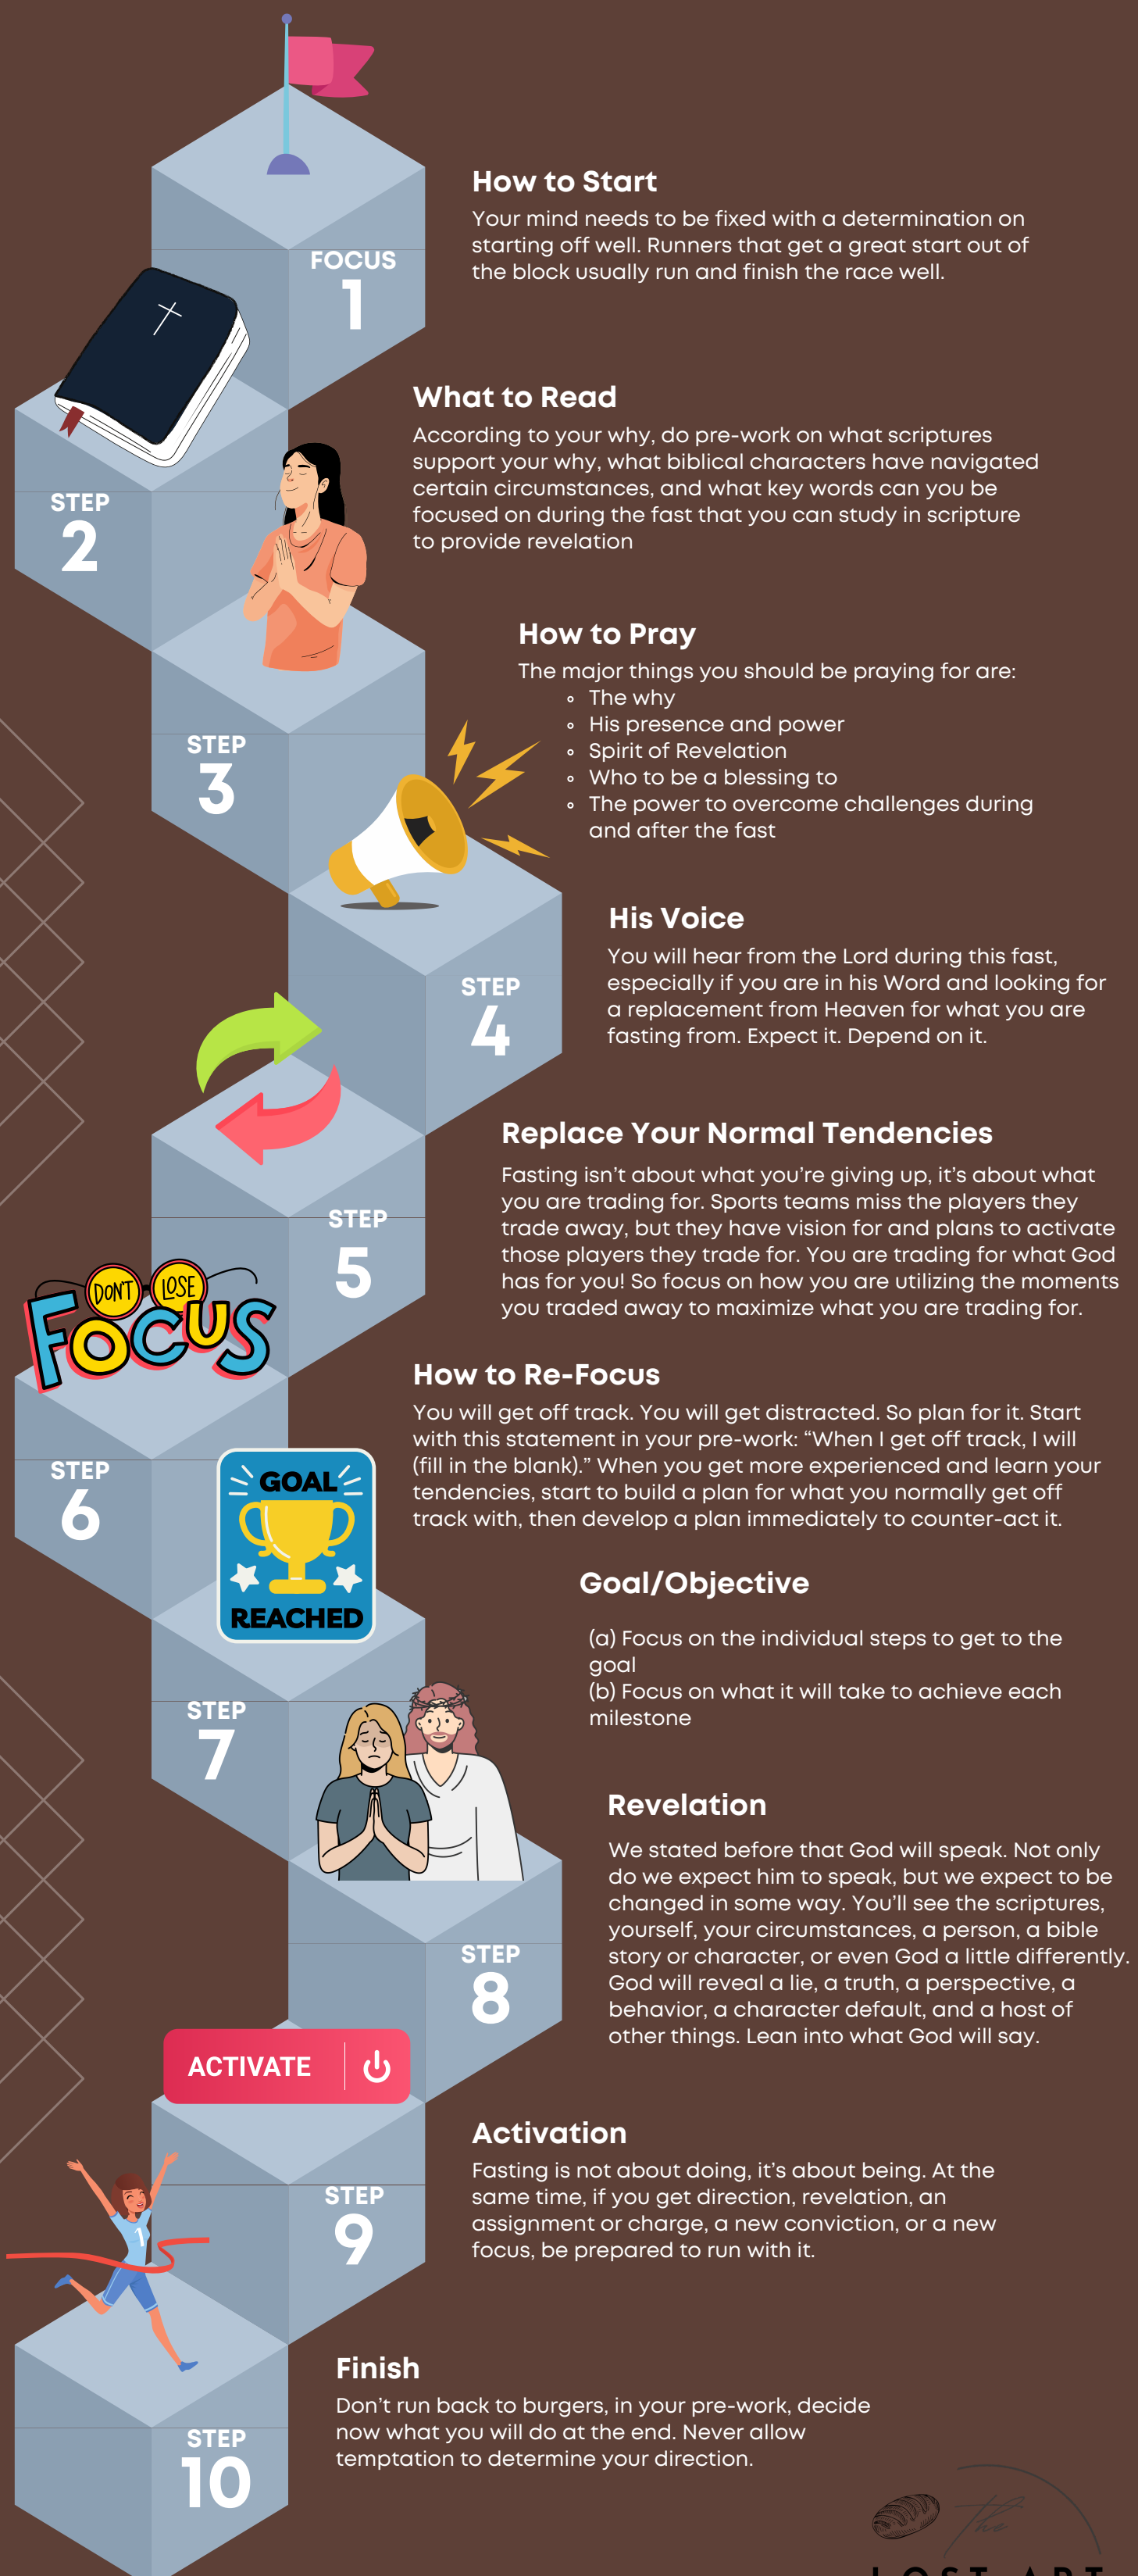 How to Start
Your mind needs to be fixed with a determination on
starting off well. Runners that get a great start out of
the block usually run and finish the race well.
FOCUS
1
What to Read
According to your why, do pre-work on what scriptures
support your why, what biblical characters have navigated
certain circumstances, and what key words can you be
focused on during the fast that you can study in scripture
to provide revelation
STEP
2
How to Pray
The major things you should be praying for are:
The why
His presence and power
Spirit of Revelation
Who to be a blessing to
The power to overcome challenges during
and after the fast
STEP
3
His Voice
You will hear from the Lord during this fast,
especially if you are in his Word and looking for
a replacement from Heaven for what you are
fasting from. Expect it. Depend on it.
STEP
4
Replace Your Normal Tendencies
Fasting isn’t about what you’re giving up, it’s about what
you are trading for. Sports teams miss the players they
trade away, but they have vision for and plans to activate
those players they trade for. You are trading for what God
has for you! So focus on how you are utilizing the moments
you traded away to maximize what you are trading for.
STEP
5
DON'T LOSE
FOCUS
How to Re-Focus
You will get off track. You will get distracted. So plan for it. Start
with this statement in your pre-work: “When I get off track, I will
(fill in the blank).” When you get more experienced and learn your
tendencies, start to build a plan for what you normally get off
track with, then develop a plan immediately to counter-act it.
STEP
6
GOAL
REACHED
Goal/Objective
(a) Focus on the individual steps to get to the
goal
(b) Focus on what it will take to achieve each
milestone
STEP
7
Revelation
We stated before that God will speak. Not only
do we expect him to speak, but we expect to be
changed in some way. You’ll see the scriptures,
yourself, your circumstances, a person, a bible
story or character, or even God a little differently.
God will reveal a lie, a truth, a perspective, a
behavior, a character default, and a host of
other things. Lean into what God will say.
STEP
8
ACTIVATE
Activation
Fasting is not about doing, it’s about being. At the
same time, if you get direction, revelation, an
assignment or charge, a new conviction, or a new
focus, be prepared to run with it.
STEP
9
1
Finish
Don’t run back to burgers, in your pre-work, decide
now what you will do at the end. Never allow
temptation to determine your direction.
STEP
10
the
LOST ART